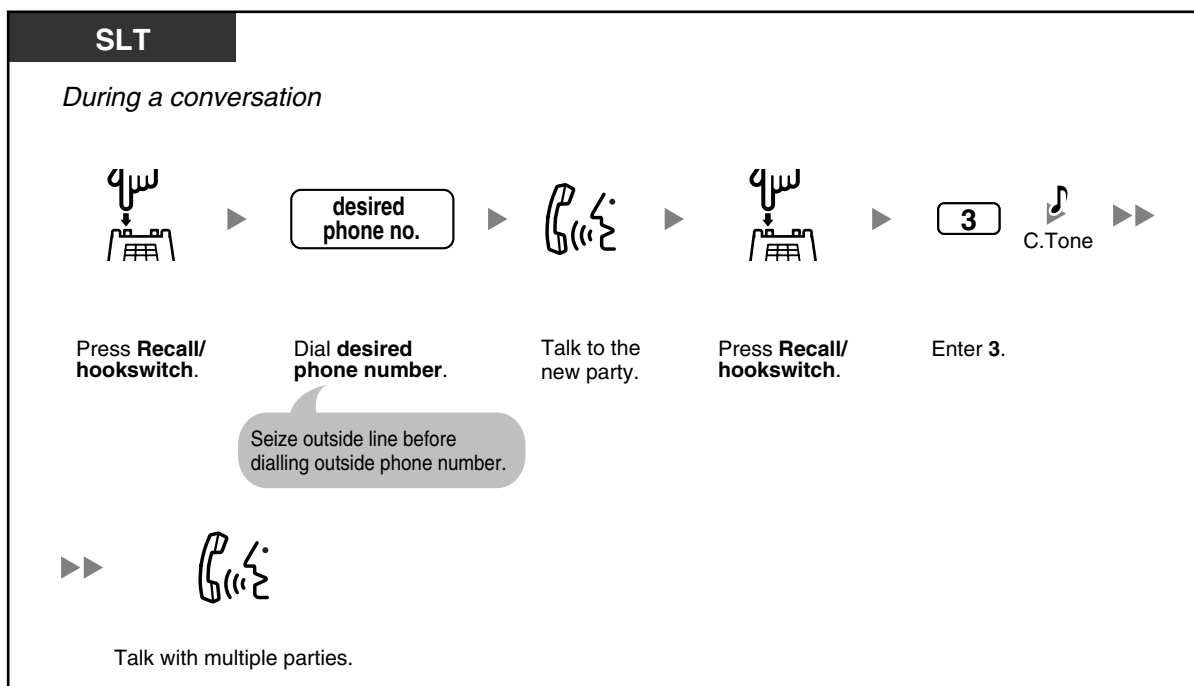 SLT
During a conversation
desired
phone no.
3
C.Tone
Press Recall/
hookswitch.
Dial desired
phone number.
Talk to the
new party.
Press Recall/
hookswitch.
Enter 3.
Seize outside line before
dialling outside phone number.
Talk with multiple parties.